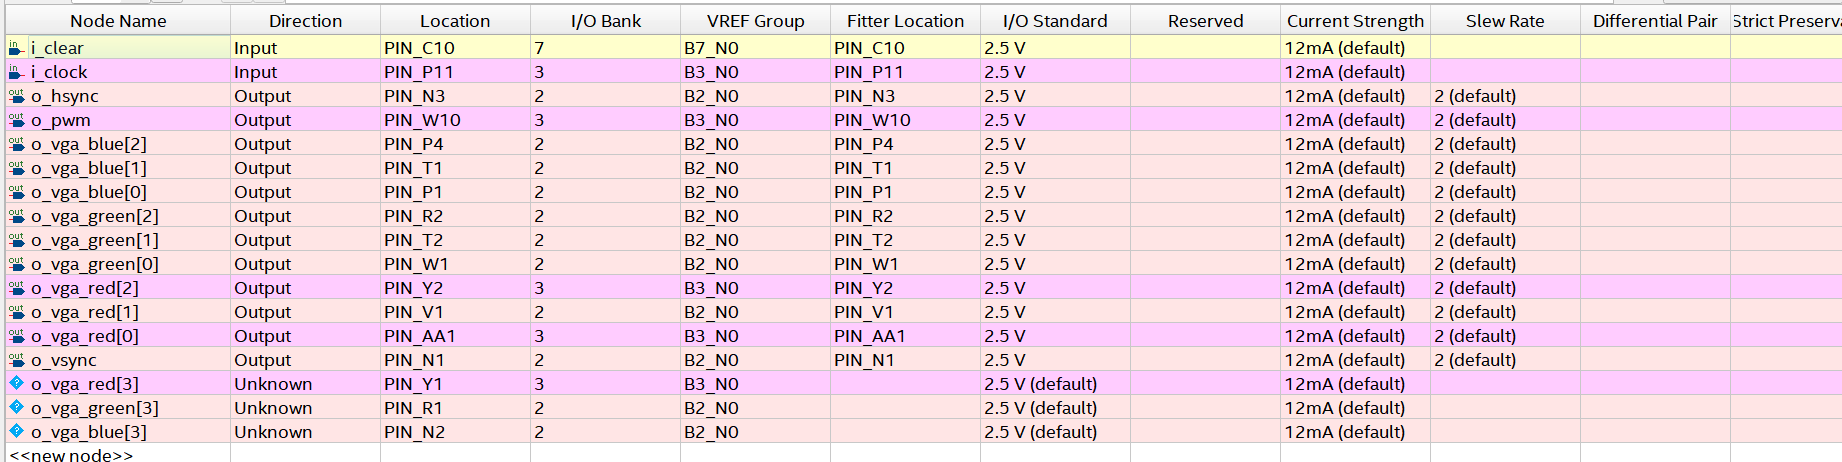 Node Name Direction Location I/O Bank VREF Group Fitter Location I/O Standard Reserved Current Strength Slew Rate Differential Pair Strict Preserva
in i_clear Input PIN_C10 7 B7_N0 PIN_C10 2.5 V 12mA (default)
in i_clock Input PIN_P11 3 B3_N0 PIN_P11 2.5 V 12mA (default)
out o_hsync Output PIN_N3 2 B2_N0 PIN_N3 2.5 V 12mA (default) 2 (default)
out o_pwm Output PIN_W10 3 B3_N0 PIN_W10 2.5 V 12mA (default) 2 (default)
out o_vga_blue[2] Output PIN_P4 2 B2_N0 PIN_P4 2.5 V 12mA (default) 2 (default)
out o_vga_blue[1] Output PIN_T1 2 B2_N0 PIN_T1 2.5 V 12mA (default) 2 (default)
out o_vga_blue[0] Output PIN_P1 2 B2_N0 PIN_P1 2.5 V 12mA (default) 2 (default)
out o_vga_green[2] Output PIN_R2 2 B2_N0 PIN_R2 2.5 V 12mA (default) 2 (default)
out o_vga_green[1] Output PIN_T2 2 B2_N0 PIN_T2 2.5 V 12mA (default) 2 (default)
out o_vga_green[0] Output PIN_W1 2 B2_N0 PIN_W1 2.5 V 12mA (default) 2 (default)
out o_vga_red[2] Output PIN_Y2 3 B3_N0 PIN_Y2 2.5 V 12mA (default) 2 (default)
out o_vga_red[1] Output PIN_V1 2 B2_N0 PIN_V1 2.5 V 12mA (default) 2 (default)
out o_vga_red[0] Output PIN_AA1 3 B3_N0 PIN_AA1 2.5 V 12mA (default) 2 (default)
out o_vsync Output PIN_N1 2 B2_N0 PIN_N1 2.5 V 12mA (default) 2 (default)
? o_vga_red[3] Unknown PIN_Y1 3 B3_N0 2.5 V (default) 12mA (default)
? o_vga_green[3] Unknown PIN_R1 2 B2_N0 2.5 V (default) 12mA (default)
? o_vga_blue[3] Unknown PIN_N2 2 B2_N0 2.5 V (default) 12mA (default)
<<new node>>